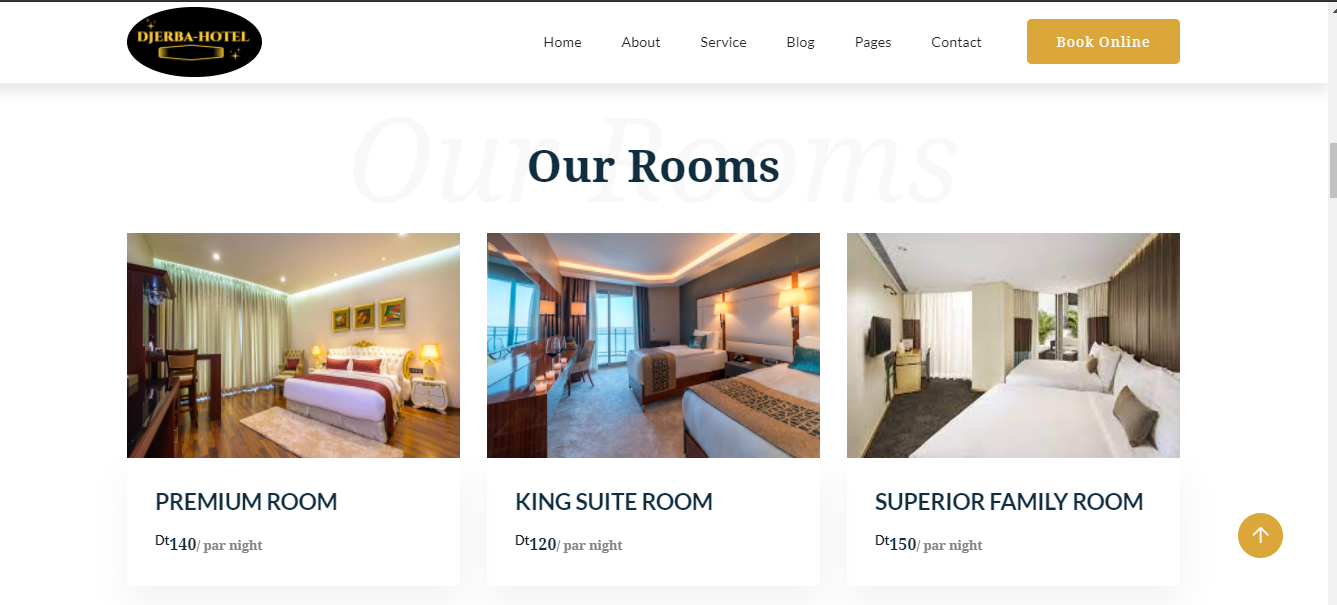 DJERBA-HOTEL
Home About Service Blog Pages Contact Book Online
Our Rooms
Our Rooms
PREMIUM ROOM
Dt140/ par night
KING SUITE ROOM
Dt120/ par night
SUPERIOR FAMILY ROOM
Dt150/ par night